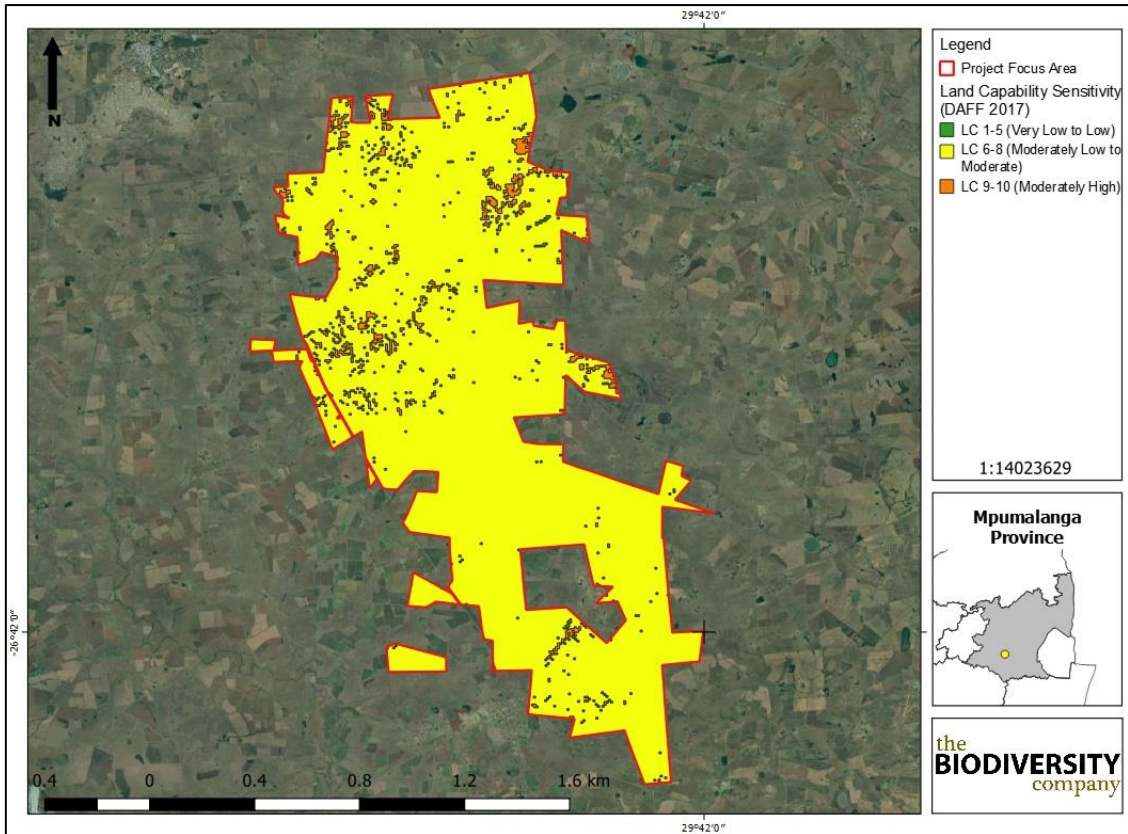 29°42'0"
N
-26°42'0"
0.4 0 0.4 0.8 1.2 1.6 km
29°42'0"
Legend
Project Focus Area
Land Capability Sensitivity
(DAFF 2017)
LC 1-5 (Very Low to Low)
LC 6-8 (Moderately Low to
Moderate)
LC 9-10 (Moderately High)
1:14023629
Mpumalanga
Province
the
BIODIVERSITY
company